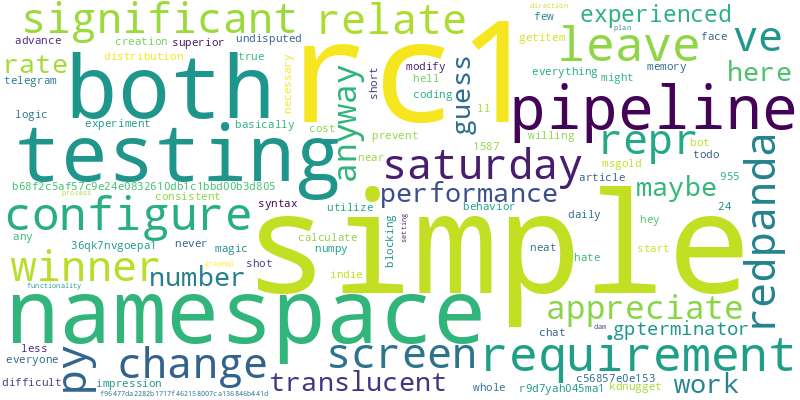 direction
significant relate rc1 few experienced
advance creation superior undisputed getitem plan face ve
rate distribution true leave
telegram both necessary short modify guess everything memory here
anyway hell coding might
logic ll pipeline
experiment basically cost prevent 1587 willing bot todo
testing near repr msgold 955
b68f2c5af57c9e24e0832610db1c1bbd00b3d805 saturday article
process consistent syntax performance maybe redpanda
configure utilize behavior daily 24
any 36qk7nvgoepal never magic calculate blocking setting simple neat hey
winner graphql shot numpy hate start
number indie
functionality
namespace appreciate
dam
chat gpterminator
less py change screen requirement
everyone
difficult impression translucent whole c56857e0e153 work
f96477da2282b1717f462158007ca136846b441d r9d7yah045ma1 kdnugget